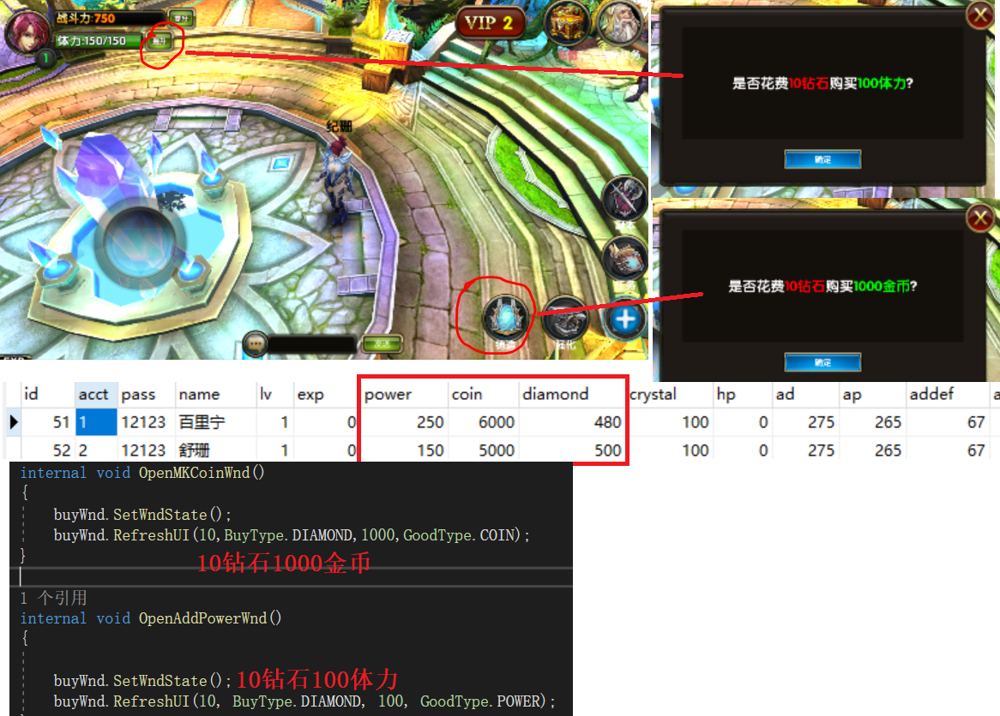 战斗力:750
体力:150/150
1
VIP 2
是否花费10钻石购买100体力?
确定
纪珊
是否花费10钻石购买1000金币?
确定
id acct pass name lv exp power coin diamond crystal hp ad ap addef
51 1 12123 百里宁 1 0 250 6000 480 100 0 275 265 67
52 2 12123 舒珊 1 0 150 5000 500 100 0 275 265 67
internal void OpenMKCoinWnd()
{
buyWnd.SetWndState();
buyWnd.RefreshUI(10,BuyType.DIAMOND,1000,GoodType.COIN);
}
10钻石1000金币
1 个引用
internal void OpenAddPowerWnd()
{
buyWnd.SetWndState();
10钻石100体力
buyWnd.RefreshUI(10, BuyType.DIAMOND, 100, GoodType.POWER);